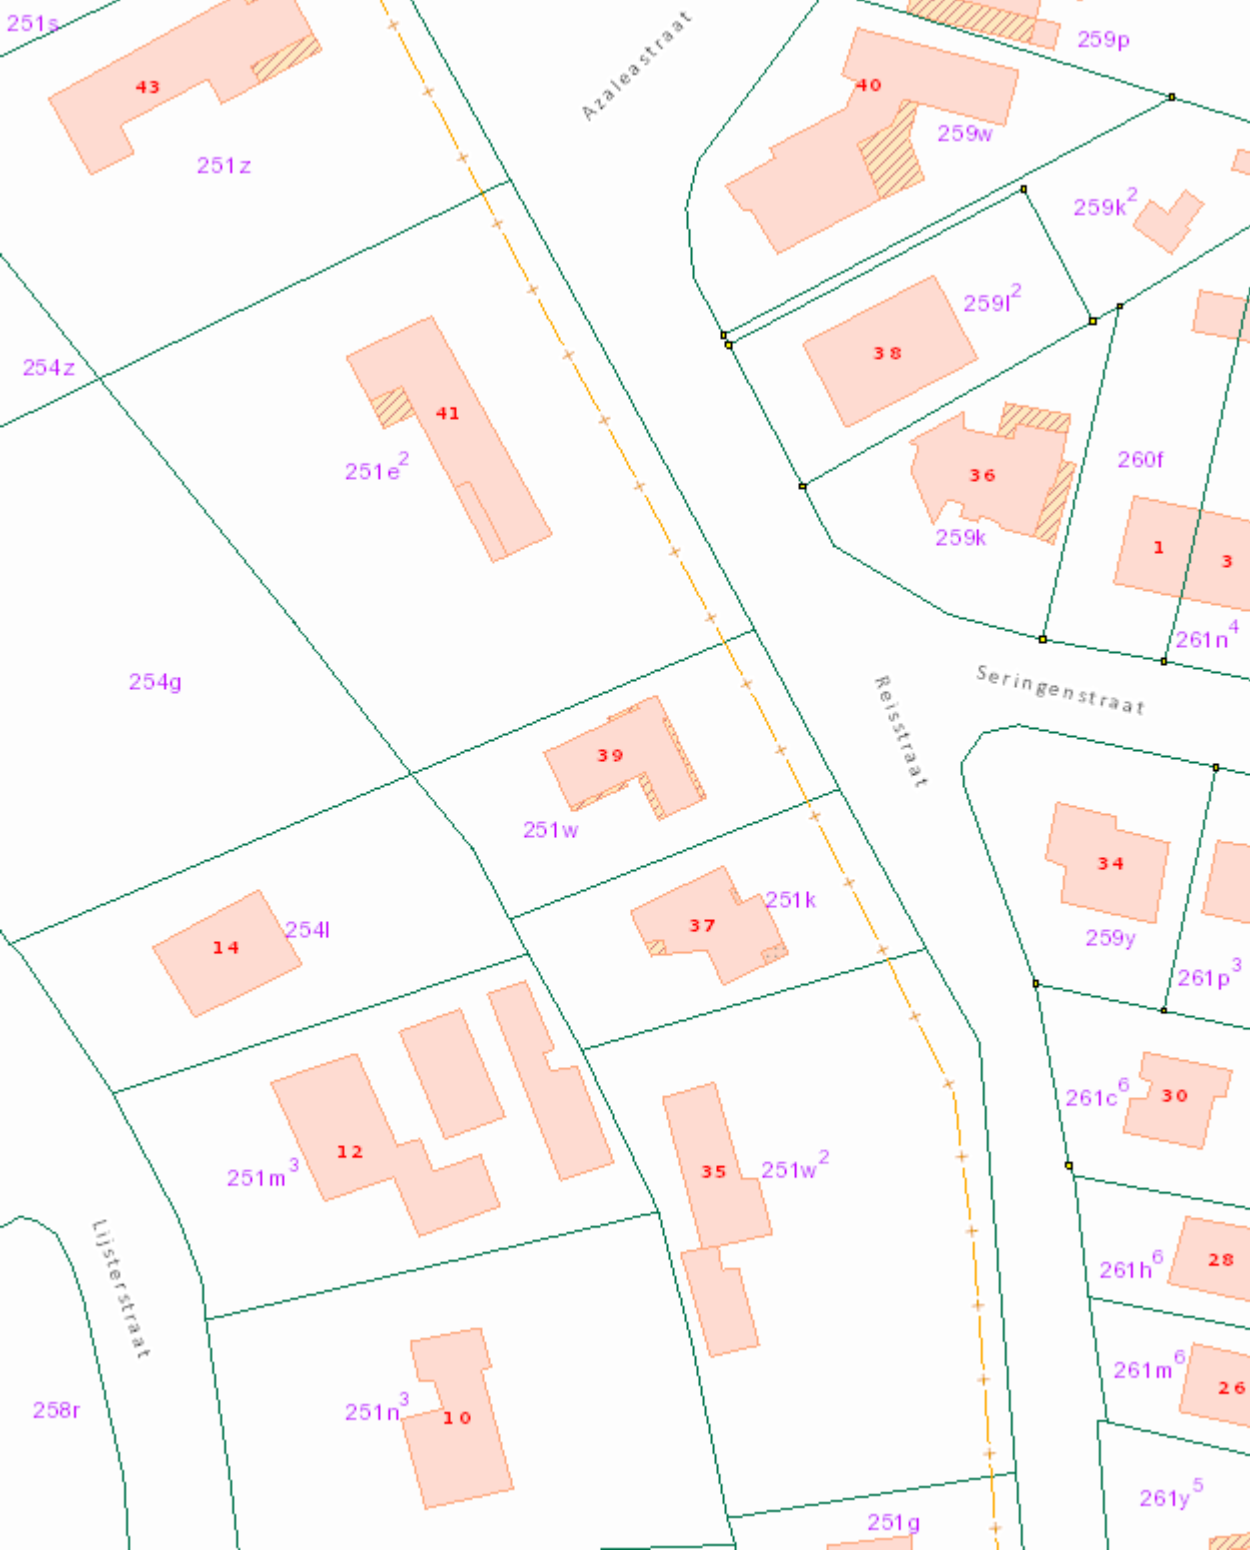 251s
43
251z
Azaleastraat
259p
40
259w
259k²
254z
41
251e²
259l²
38
36
259k
260f
1
3
261n⁴
254g
Seringenstraat
Reisstraat
39
251w
34
259y
261p³
251k
37
14
254l
12
251m³
35
251w²
261c⁶
30
Lijsterstraat
28
261h⁶
261m⁶
26
258r
251n³
10
261y⁵
251g